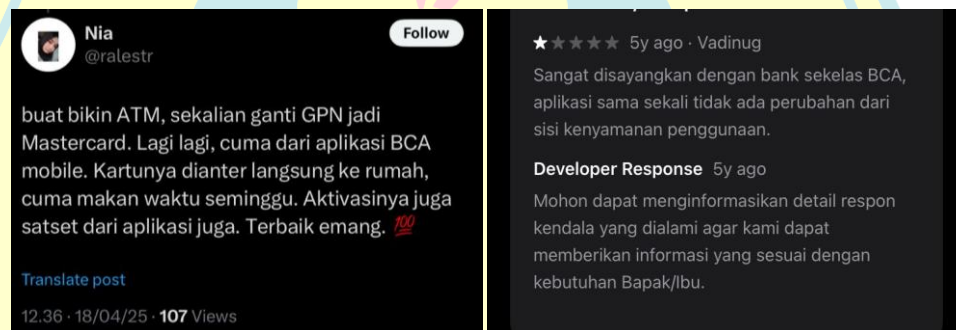 Nia
Follow
@ralestr
buat bikin ATM, sekalian ganti GPN jadi
Mastercard. Lagi lagi, cuma dari aplikasi BCA
mobile. Kartunya dianter langsung ke rumah,
cuma makan waktu seminggu. Aktivasinya juga
satset dari aplikasi juga. Terbaik emang. 💯
Translate post
12.36 · 18/04/25 · 107 Views
★★★★★ 5y ago · Vadinug
Sangat disayangkan dengan bank sekelas BCA,
aplikasi sama sekali tidak ada perubahan dari
sisi kenyamanan penggunaan.
Developer Response 5y ago
Mohon dapat menginformasikan detail respon
kendala yang dialami agar kami dapat
memberikan informasi yang sesuai dengan
kebutuhan Bapak/Ibu.